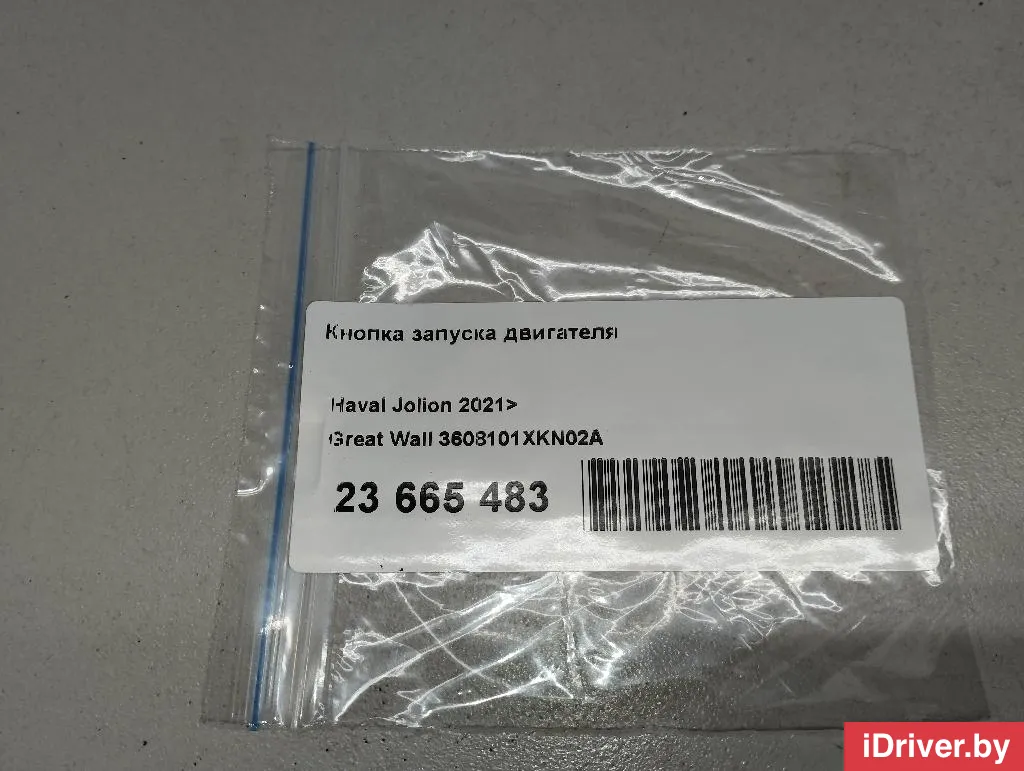 Кнопка запуска двигателя
Haval Jolion 2021>
Great Wall 3608101XKN02A
23 665 483
iDriver.by